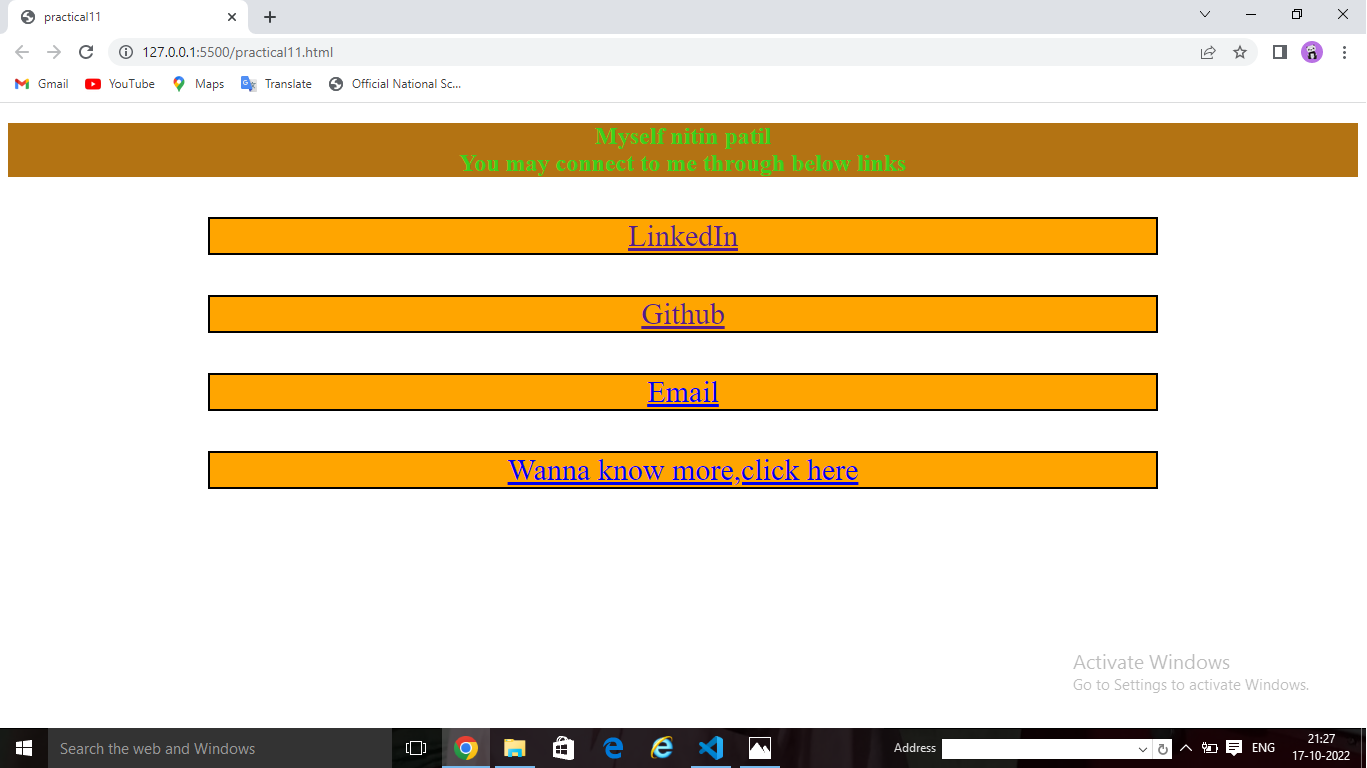 practical11
127.0.0.1:5500/practical11.html
Gmail YouTube Maps Translate Official National Sc...
Myself nitin patil
You may connect to me through below links
LinkedIn
Github
Email
Wanna know more,click here
Activate Windows
Go to Settings to activate Windows.
Search the web and Windows Address ENG 21:27
17-10-2022